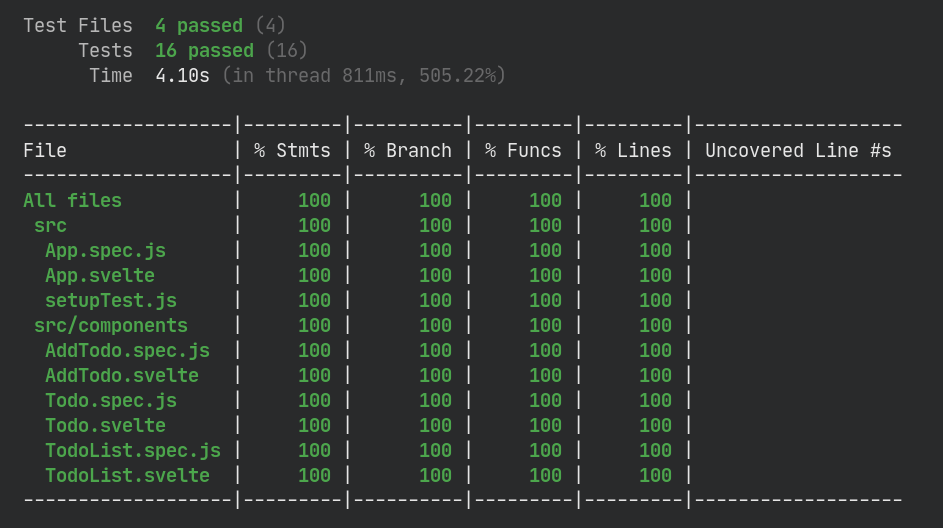 Test Files  4 passed (4)
     Tests  16 passed (16)
      Time  4.10s (in thread 811ms, 505.22%)
-------------------|---------|----------|---------|---------|-------------------
File               | % Stmts | % Branch | % Funcs | % Lines | Uncovered Line #s
-------------------|---------|----------|---------|---------|-------------------
All files          |     100 |      100 |     100 |     100 |
 src               |     100 |      100 |     100 |     100 |
  App.spec.js      |     100 |      100 |     100 |     100 |
  App.svelte       |     100 |      100 |     100 |     100 |
  setupTest.js     |     100 |      100 |     100 |     100 |
 src/components    |     100 |      100 |     100 |     100 |
  AddTodo.spec.js  |     100 |      100 |     100 |     100 |
  AddTodo.svelte   |     100 |      100 |     100 |     100 |
  Todo.spec.js     |     100 |      100 |     100 |     100 |
  Todo.svelte      |     100 |      100 |     100 |     100 |
  TodoList.spec.js |     100 |      100 |     100 |     100 |
  TodoList.svelte  |     100 |      100 |     100 |     100 |
-------------------|---------|----------|---------|---------|-------------------